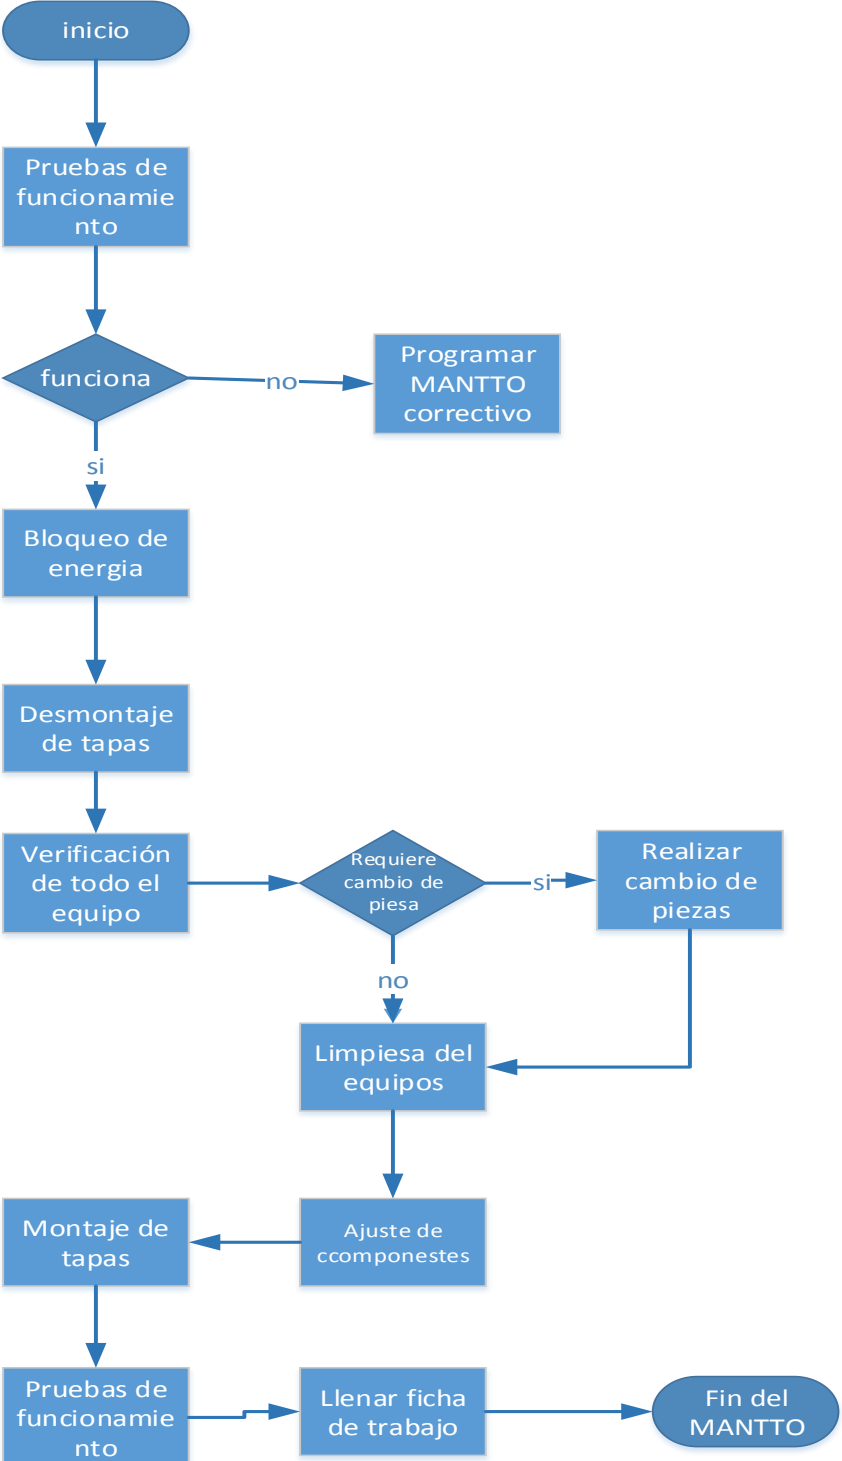 inicio
Pruebas de
funcionamie
nto
funciona
no
Programar
MANTTO
correctivo
si
Bloqueo de
energia
Desmontaje
de tapas
Verificación
de todo el
equipo
Requiere
cambio de
piesa
si
Realizar
cambio de
piezas
no
Limpiesa del
equipos
Ajuste de
ccomponestes
Montaje de
tapas
Pruebas de
funcionamie
nto
Llenar ficha
de trabajo
Fin del
MANTTO